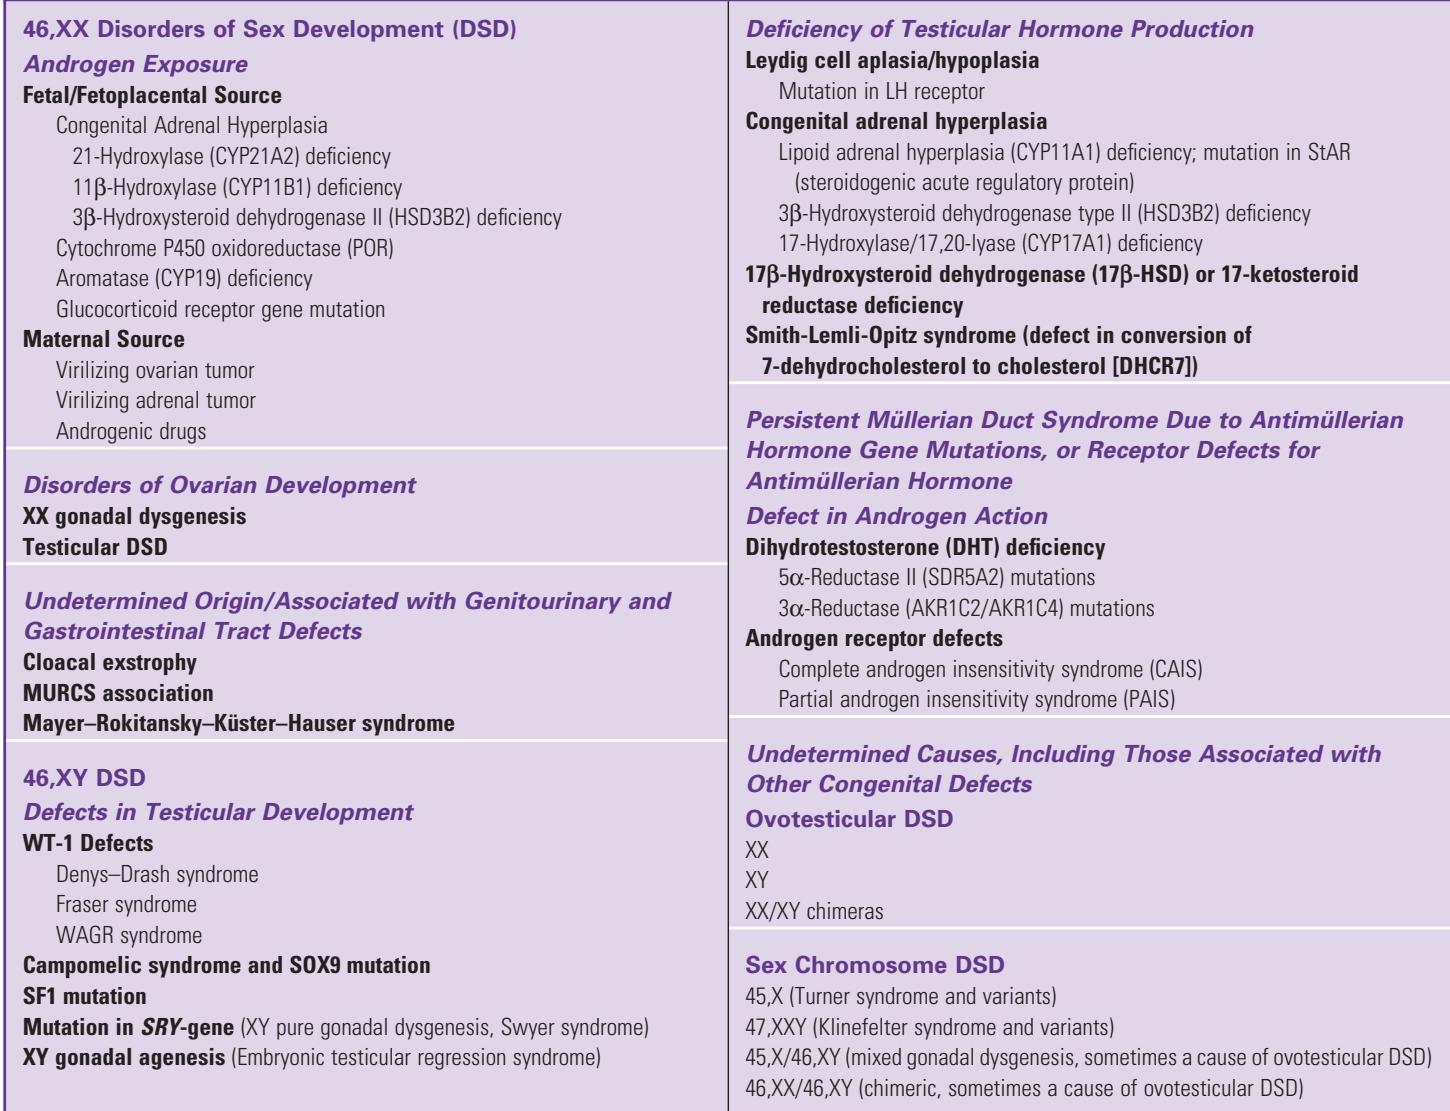 46,XX Disorders of Sex Development (DSD)
Androgen Exposure
Fetal/Fetoplacental Source
Congenital Adrenal Hyperplasia
21-Hydroxylase (CYP21A2) deficiency
11β-Hydroxylase (CYP11B1) deficiency
3β-Hydroxysteroid dehydrogenase II (HSD3B2) deficiency
Cytochrome P450 oxidoreductase (POR)
Aromatase (CYP19) deficiency
Glucocorticoid receptor gene mutation
Maternal Source
Virilizing ovarian tumor
Virilizing adrenal tumor
Androgenic drugs
Disorders of Ovarian Development
XX gonadal dysgenesis
Testicular DSD
Undetermined Origin/Associated with Genitourinary and
Gastrointestinal Tract Defects
Cloacal exstrophy
MURCS association
Mayer–Rokitansky–Küster–Hauser syndrome
46,XY DSD
Defects in Testicular Development
WT-1 Defects
Denys–Drash syndrome
Fraser syndrome
WAGR syndrome
Campomelic syndrome and SOX9 mutation
SF1 mutation
Mutation in SRY-gene (XY pure gonadal dysgenesis, Swyer syndrome)
XY gonadal agenesis (Embryonic testicular regression syndrome)
Deficiency of Testicular Hormone Production
Leydig cell aplasia/hypoplasia
Mutation in LH receptor
Congenital adrenal hyperplasia
Lipoid adrenal hyperplasia (CYP11A1) deficiency; mutation in StAR
(steroidogenic acute regulatory protein)
3β-Hydroxysteroid dehydrogenase type II (HSD3B2) deficiency
17-Hydroxylase/17,20-lyase (CYP17A1) deficiency
17β-Hydroxysteroid dehydrogenase (17β-HSD) or 17-ketosteroid
reductase deficiency
Smith-Lemli-Opitz syndrome (defect in conversion of
7-dehydrocholesterol to cholesterol [DHCR7])
Persistent Müllerian Duct Syndrome Due to Antimüllerian
Hormone Gene Mutations, or Receptor Defects for
Antimüllerian Hormone
Defect in Androgen Action
Dihydrotestosterone (DHT) deficiency
5α-Reductase II (SDR5A2) mutations
3α-Reductase (AKR1C2/AKR1C4) mutations
Androgen receptor defects
Complete androgen insensitivity syndrome (CAIS)
Partial androgen insensitivity syndrome (PAIS)
Undetermined Causes, Including Those Associated with
Other Congenital Defects
Ovotesticular DSD
XX
XY
XX/XY chimeras
Sex Chromosome DSD
45,X (Turner syndrome and variants)
47,XXY (Klinefelter syndrome and variants)
45,X/46,XY (mixed gonadal dysgenesis, sometimes a cause of ovotesticular DSD)
46,XX/46,XY (chimeric, sometimes a cause of ovotesticular DSD)